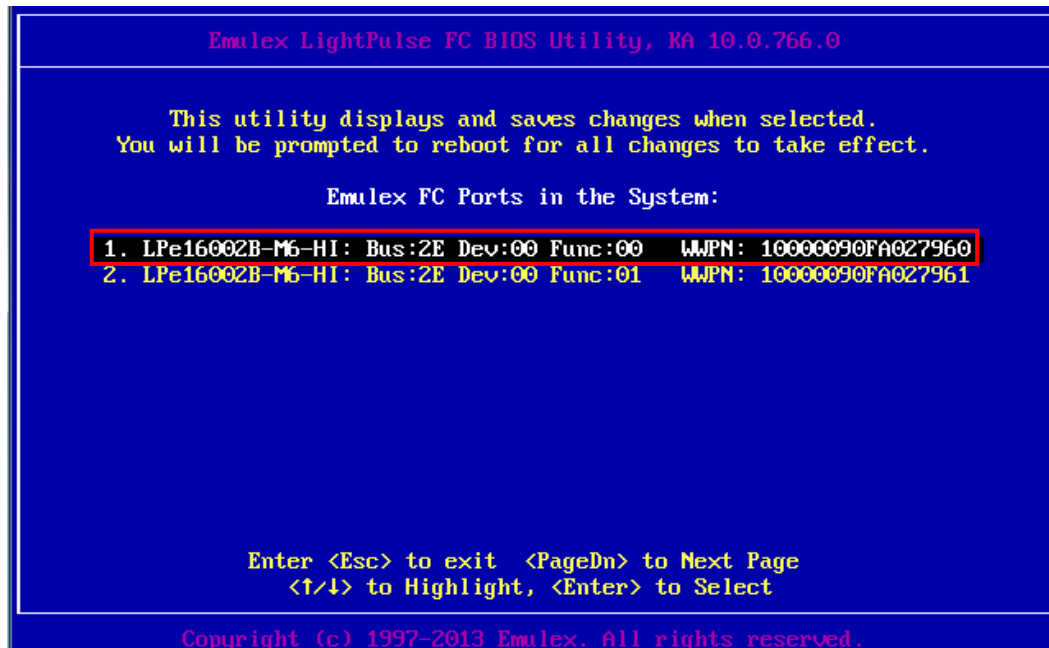 Emulex LightPulse FC BIOS Utility, KA 10.0.766.0
This utility displays and saves changes when selected.
You will be prompted to reboot for all changes to take effect.
Emulex FC Ports in the System:
1. LPe16002B-M6-HI: Bus:2E Dev:00 Func:00 WWPN: 10000090FA027960
2. LPe16002B-M6-HI: Bus:2E Dev:00 Func:01 WWPN: 10000090FA027961
Enter <Esc> to exit <PageDn> to Next Page
<↑/↓> to Highlight, <Enter> to Select
Copyright (c) 1997-2013 Emulex. All rights reserved.